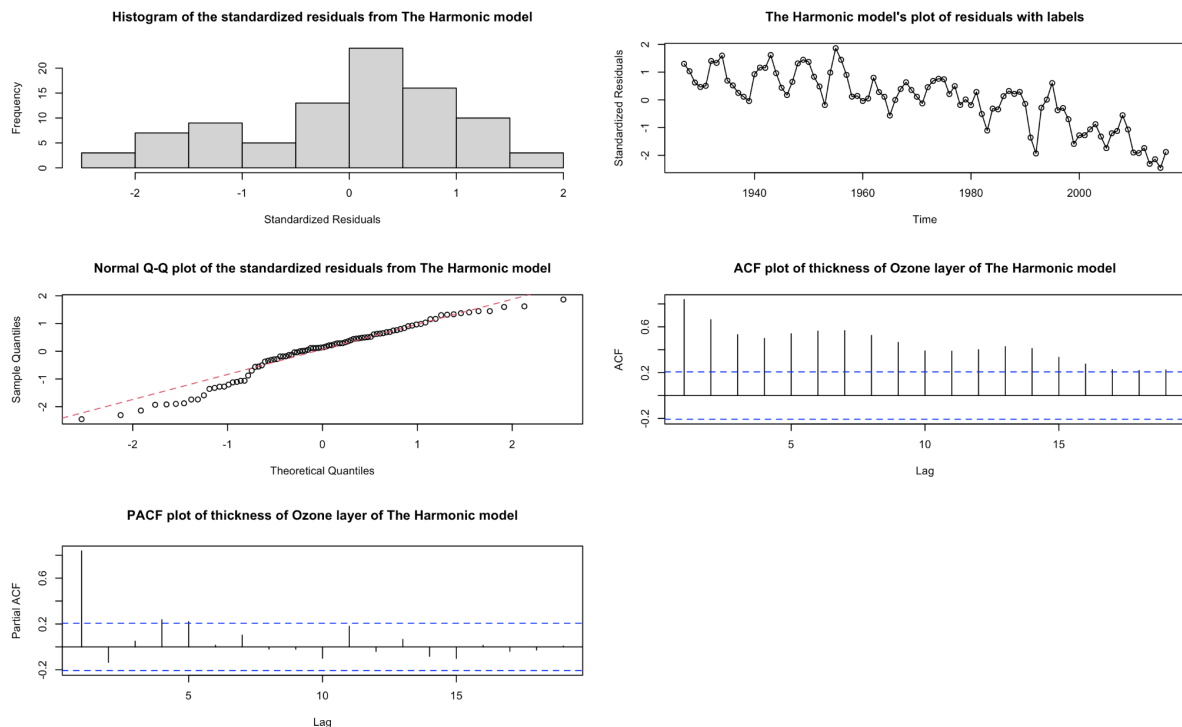 Histogram of the standardized residuals from The Harmonic model
Frequency
0 5 10 15 20
-2 -1 0 1 2
Standardized Residuals
The Harmonic model's plot of residuals with labels
Standardized Residuals
-2 -1 0 1 2
1940 1960 1980 2000
Time
Normal Q-Q plot of the standardized residuals from The Harmonic model
Sample Quantiles
-2 -1 0 1 2
-2 -1 0 1 2
Theoretical Quantiles
ACF plot of thickness of Ozone layer of The Harmonic model
ACF
-0.2 0.2 0.6
5 10 15
Lag
PACF plot of thickness of Ozone layer of The Harmonic model
Partial ACF
-0.2 0.2 0.6
5 10 15
Lag